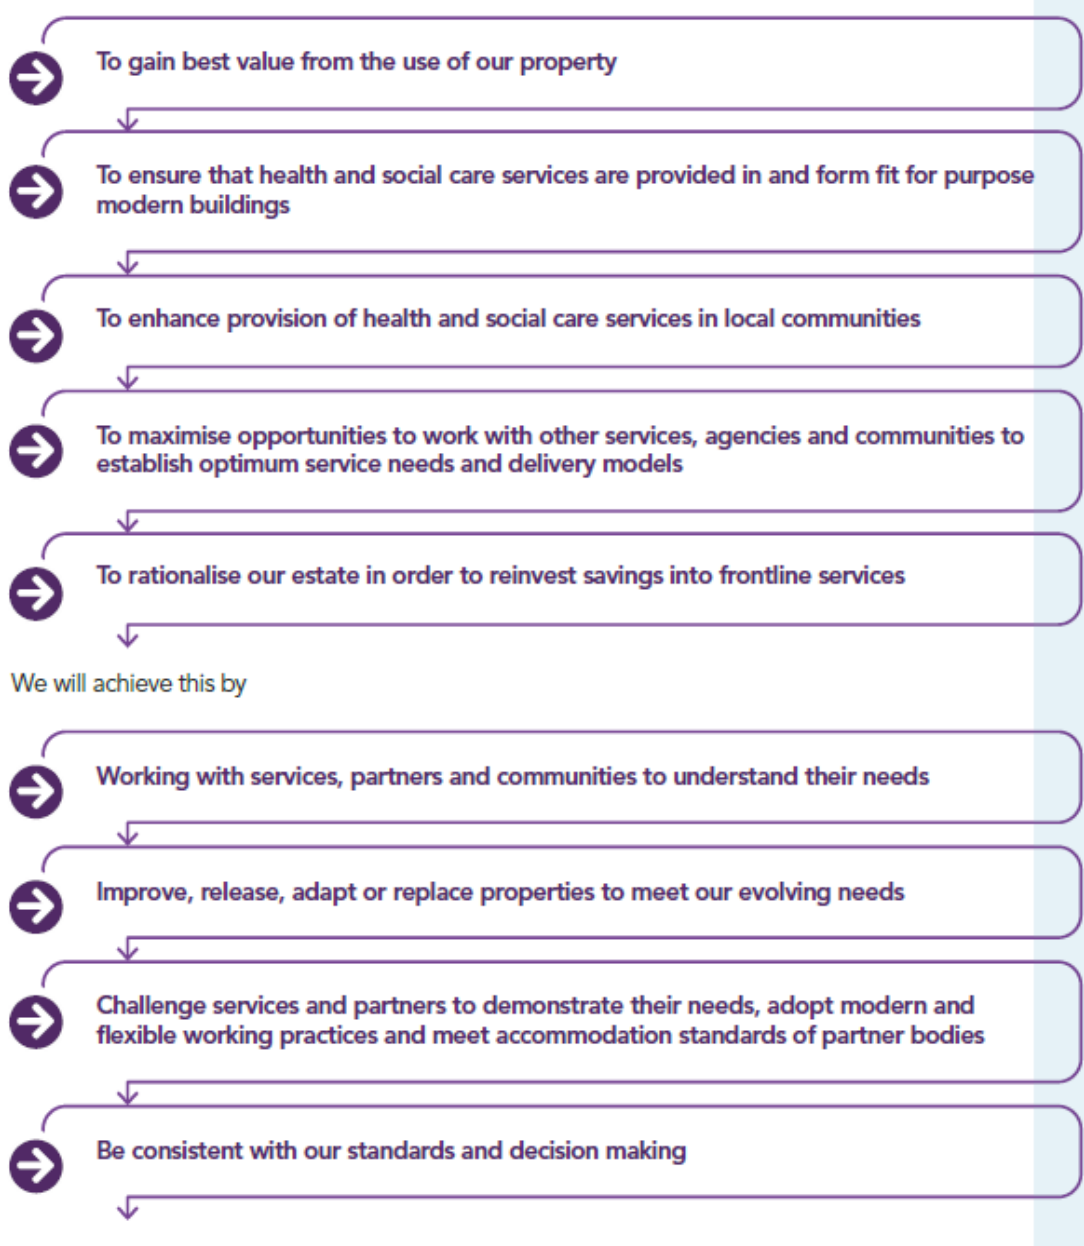 To gain best value from the use of our property
To ensure that health and social care services are provided in and form fit for purpose
modern buildings
To enhance provision of health and social care services in local communities
To maximise opportunities to work with other services, agencies and communities to
establish optimum service needs and delivery models
To rationalise our estate in order to reinvest savings into frontline services
We will achieve this by
Working with services, partners and communities to understand their needs
Improve, release, adapt or replace properties to meet our evolving needs
Challenge services and partners to demonstrate their needs, adopt modern and
flexible working practices and meet accommodation standards of partner bodies
Be consistent with our standards and decision making